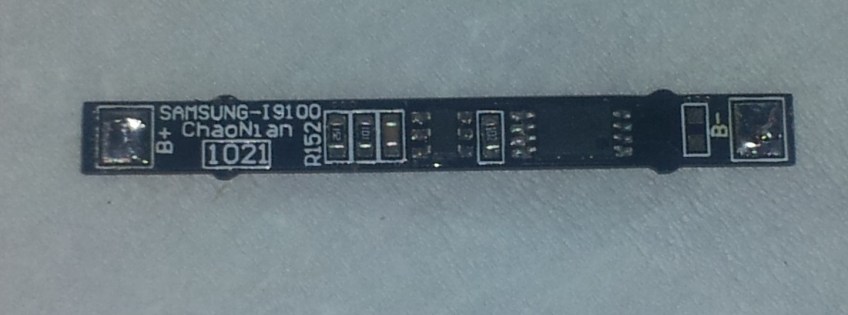 SAMSUNG-I9100
B+ ChaoNian
1021
R152
B-